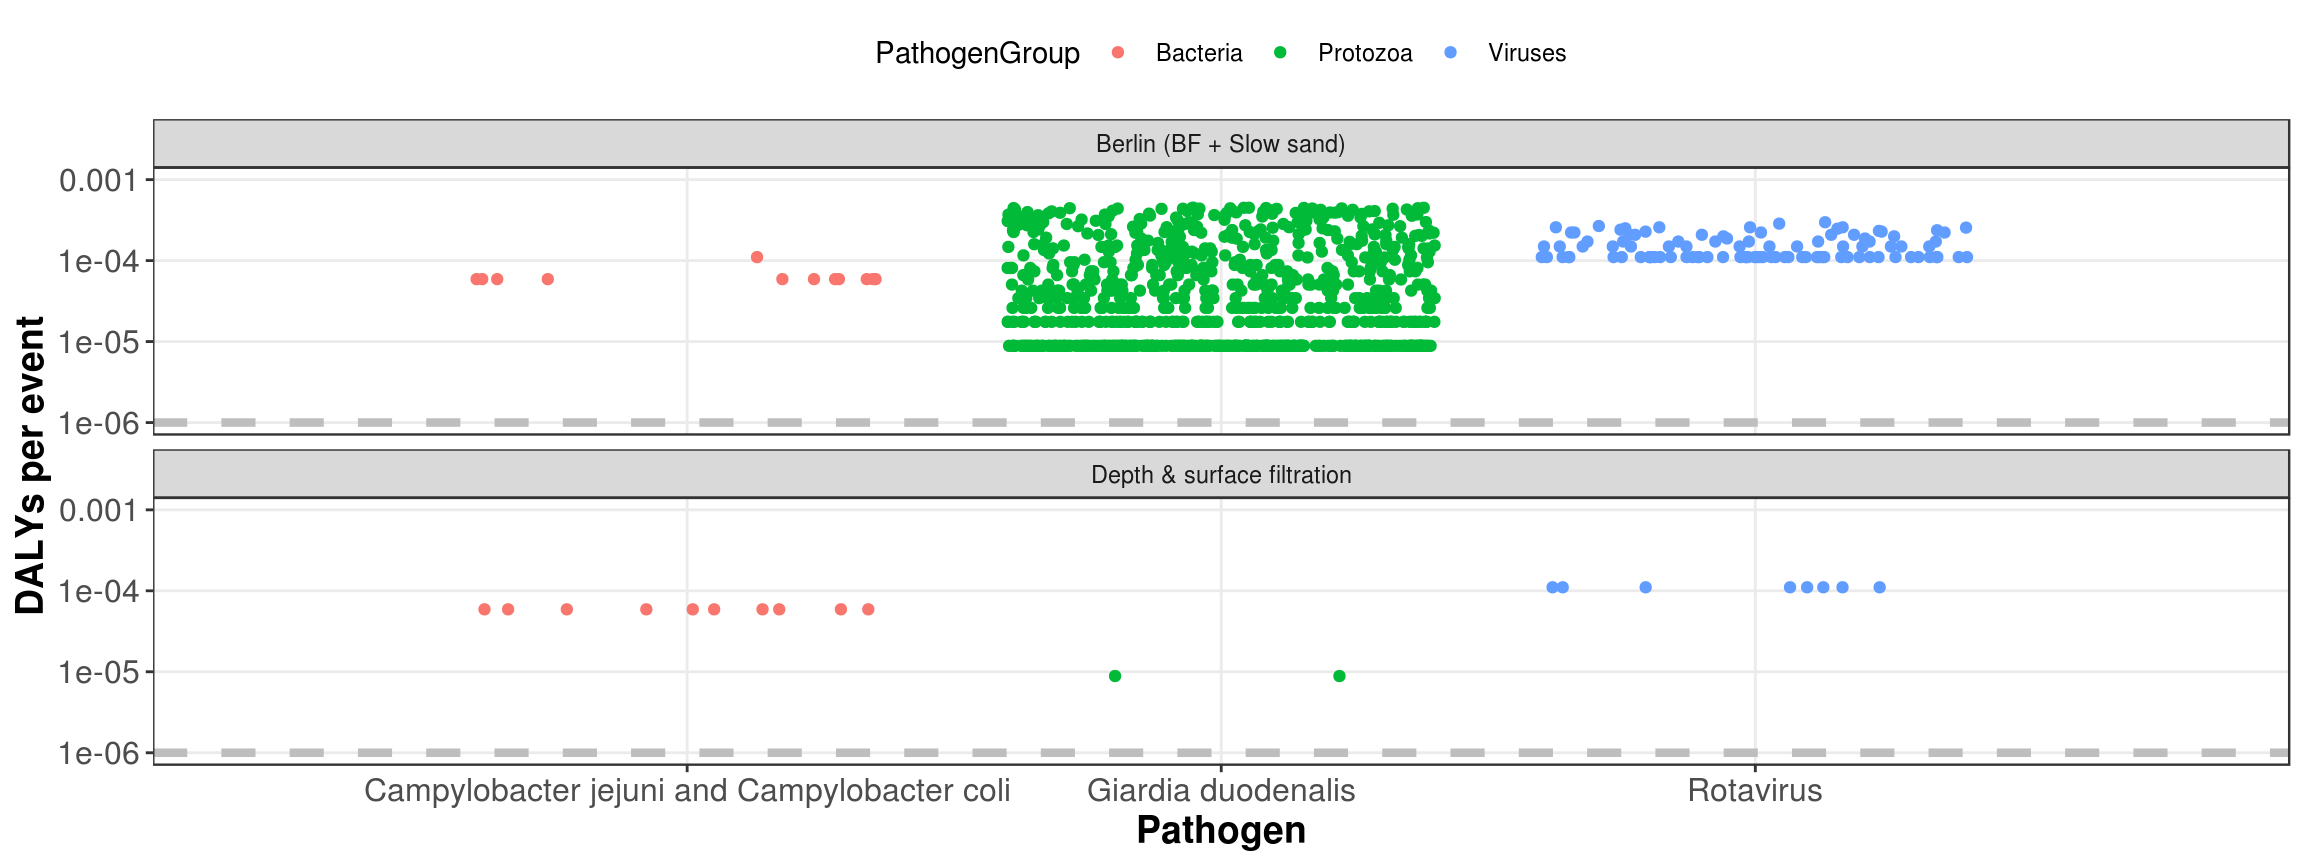 PathogenGroup Bacteria Protozoa Viruses
Berlin (BF + Slow sand)
0.001
1e-04
1e-05
1e-06
Depth & surface filtration
0.001
1e-04
1e-05
1e-06
DALYs per event
Campylobacter jejuni and Campylobacter coli Giardia duodenalis Rotavirus
Pathogen